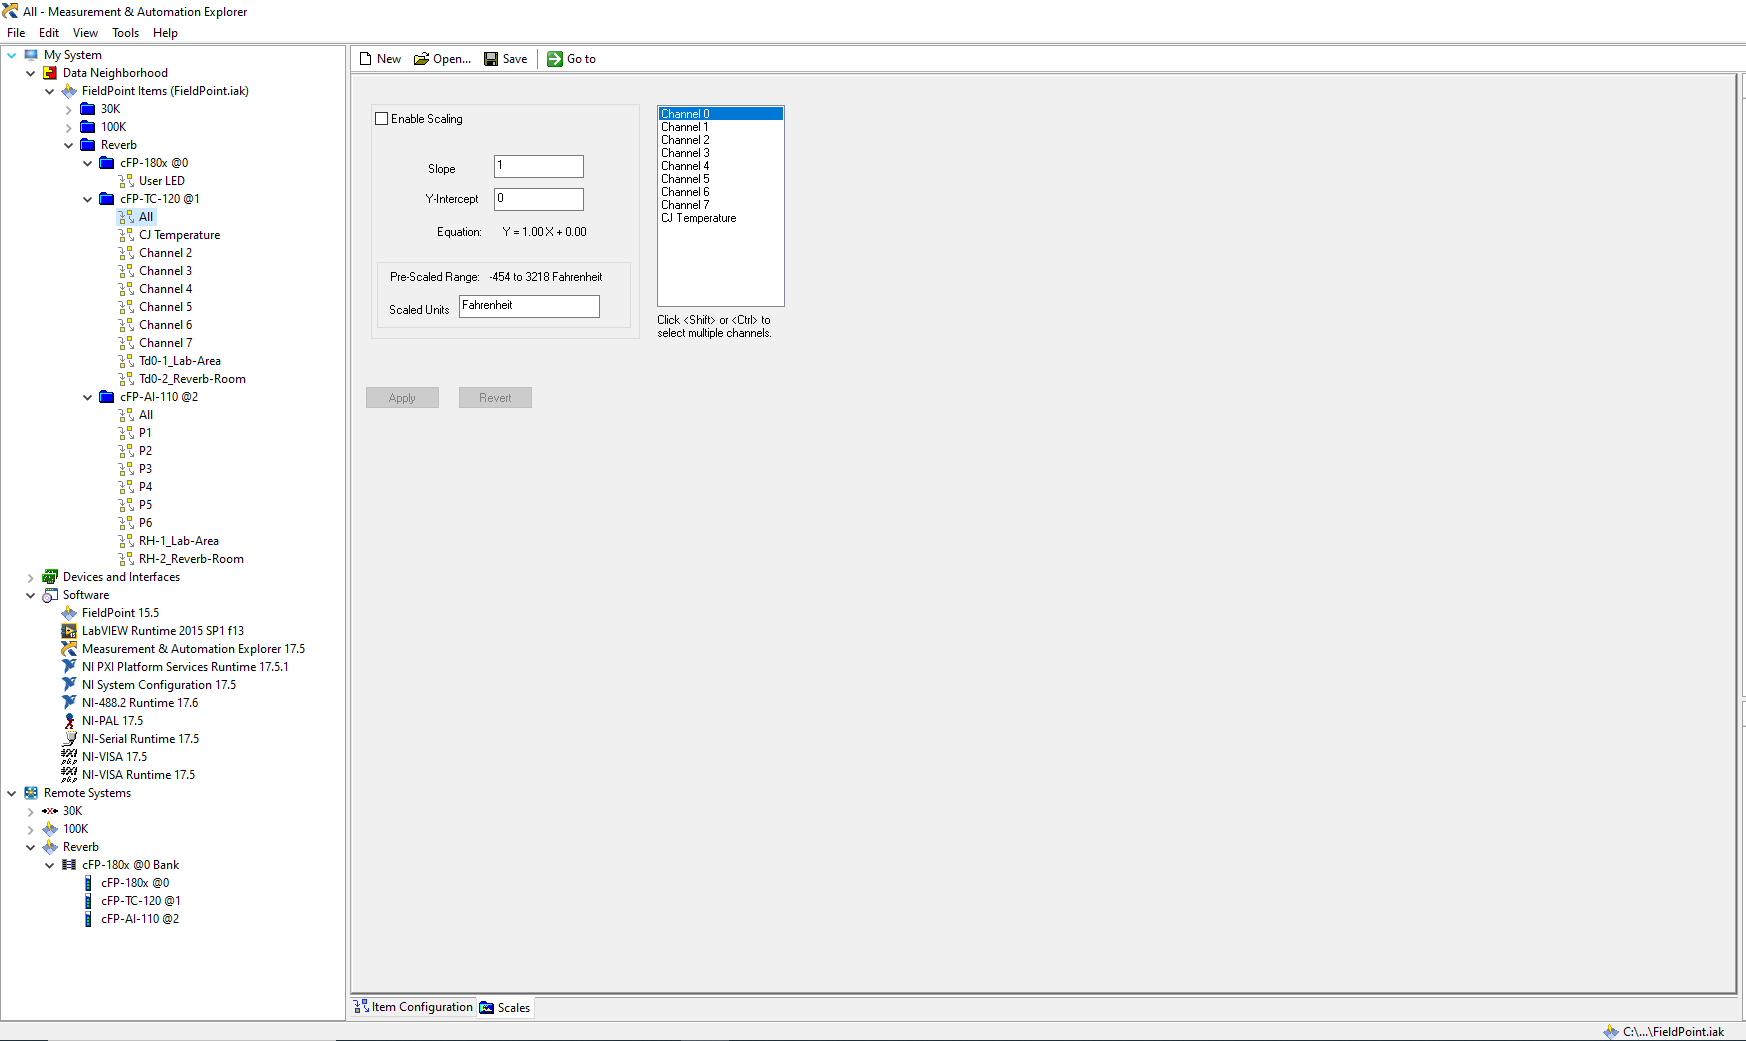 All - Measurement & Automation Explorer
File Edit View Tools Help
My System
Data Neighborhood
FieldPoint Items (FieldPoint.iak)
30K
100K
Reverb
cFP-180x @0
User LED
cFP-TC-120 @1
All
CJ Temperature
Channel 2
Channel 3
Channel 4
Channel 5
Channel 6
Channel 7
Td0-1_Lab-Area
Td0-2_Reverb-Room
cFP-AI-110 @2
All
P1
P2
P3
P4
P5
P6
RH-1_Lab-Area
RH-2_Reverb-Room
Devices and Interfaces
Software
FieldPoint 15.5
LabVIEW Runtime 2015 SP1 f13
Measurement & Automation Explorer 17.5
NI PXI Platform Services Runtime 17.5.1
NI System Configuration 17.5
NI-488.2 Runtime 17.6
NI-PAL 17.5
NI-Serial Runtime 17.5
NI-VISA 17.5
NI-VISA Runtime 17.5
Remote Systems
30K
100K
Reverb
cFP-180x @0 Bank
cFP-180x @0
cFP-TC-120 @1
cFP-AI-110 @2
New Open... Save Go to
Enable Scaling
Slope 1
Y-Intercept 0
Equation: Y = 1.00 X + 0.00
Pre-Scaled Range: -454 to 3218 Fahrenheit
Scaled Units Fahrenheit
Channel 0
Channel 1
Channel 2
Channel 3
Channel 4
Channel 5
Channel 6
Channel 7
CJ Temperature
Click <Shift> or <Ctrl> to
select multiple channels.
Apply Revert
Item Configuration Scales
C:\...\FieldPoint.iak